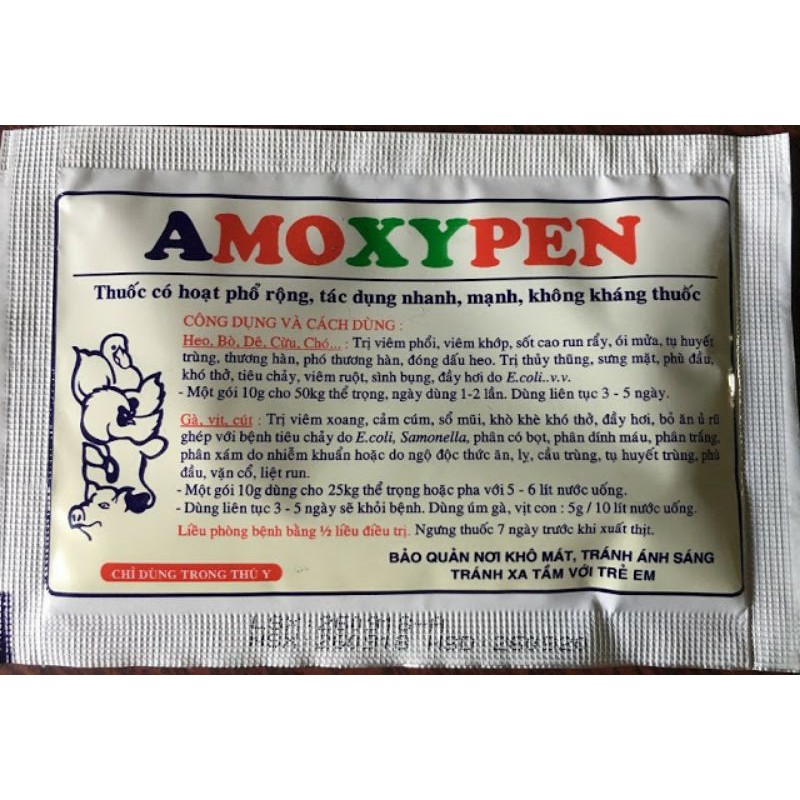 AMOXYPEN
Thuốc có hoạt phổ rộng, tác dụng nhanh, mạnh, không kháng thuốc
CÔNG DỤNG VÀ CÁCH DÙNG :
Heo, Bò, Dê, Cừu, Chó... : Trị viêm phổi, viêm khớp, sốt cao run rẩy, ói mửa, tụ huyết
trùng, thương hàn, phó thương hàn, đóng dấu heo. Trị thủy thũng, sưng mặt, phù đầu,
khó thở, tiêu chảy, viêm ruột, sình bụng, đầy hơi do E.coli..v.v.
- Một gói 10g cho 50kg thể trọng, ngày dùng 1-2 lần. Dùng liên tục 3 - 5 ngày.
Gà, vịt, cút : Trị viêm xoang, cảm cúm, sổ mũi, khò khè khó thở, đầy hơi, bỏ ăn ủ rũ
ghép với bệnh tiêu chảy do E.coli, Samonella, phân có bọt, phân dính máu, phân trắng,
phân xám do nhiễm khuẩn hoặc do ngộ độc thức ăn, lỵ, cầu trùng, tụ huyết trùng, phù
đầu, vặn cổ, liệt run.
- Một gói 10g dùng cho 25kg thể trọng hoặc pha với 5 - 6 lít nước uống.
- Dùng liên tục 3 - 5 ngày sẽ khỏi bệnh. Dùng úm gà, vịt con : 5g / 10 lít nước uống.
Liều phòng bệnh bằng ½ liều điều trị. Ngưng thuốc 7 ngày trước khi xuất thịt.
BẢO QUẢN NƠI KHÔ MÁT, TRÁNH ÁNH SÁNG
CHỈ DÙNG TRONG THÚ Y
TRÁNH XA TẦM VỚI TRẺ EM
HSD 260920